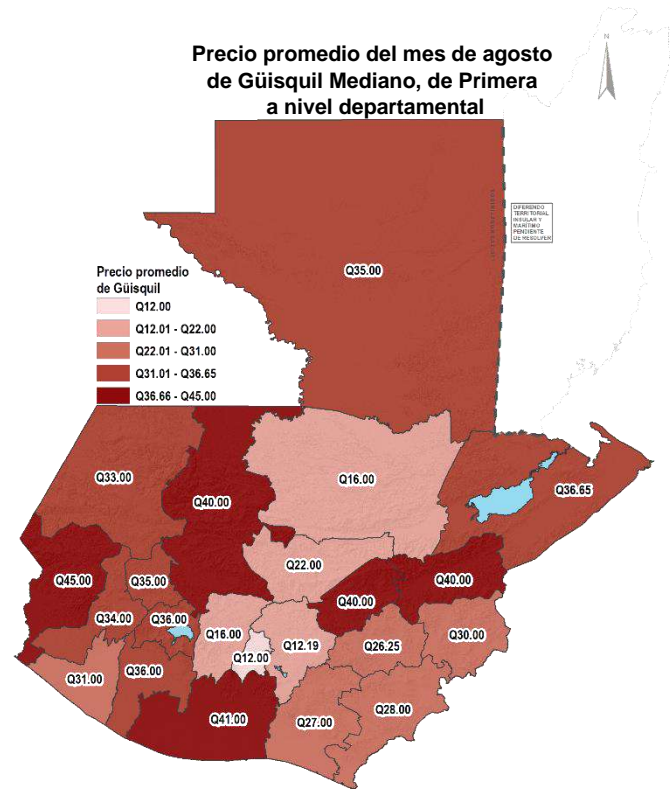 Precio promedio del mes de agosto
de Güisquil Mediano, de Primera
a nivel departamental
N
DIFERENDO
TERRITORIAL
INSULAR Y
MARÍTIMO
PENDIENTE
DE RESOLVER
Q35.00
Precio promedio
de Güisquil
Q12.00
Q12.01 - Q22.00
Q22.01 - Q31.00
Q31.01 - Q36.65
Q36.66 - Q45.00
Q33.00
Q40.00
Q16.00
Q36.65
Q45.00
Q35.00
Q22.00
Q40.00
Q40.00
Q34.00
Q36.00
Q16.00
Q12.00
Q12.19
Q26.25
Q30.00
Q31.00
Q36.00
Q41.00
Q27.00
Q28.00